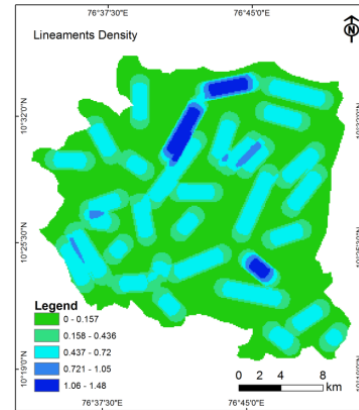 76°37'30"E 76°45'0"E
Lineaments Density
N
10°32'0"N
10°25'30"N
10°19'0"N
Legend
0 - 0.157
0.158 - 0.436
0.437 - 0.72
0.721 - 1.05
1.06 - 1.48
0 2 4 8
km
76°37'30"E 76°45'0"E